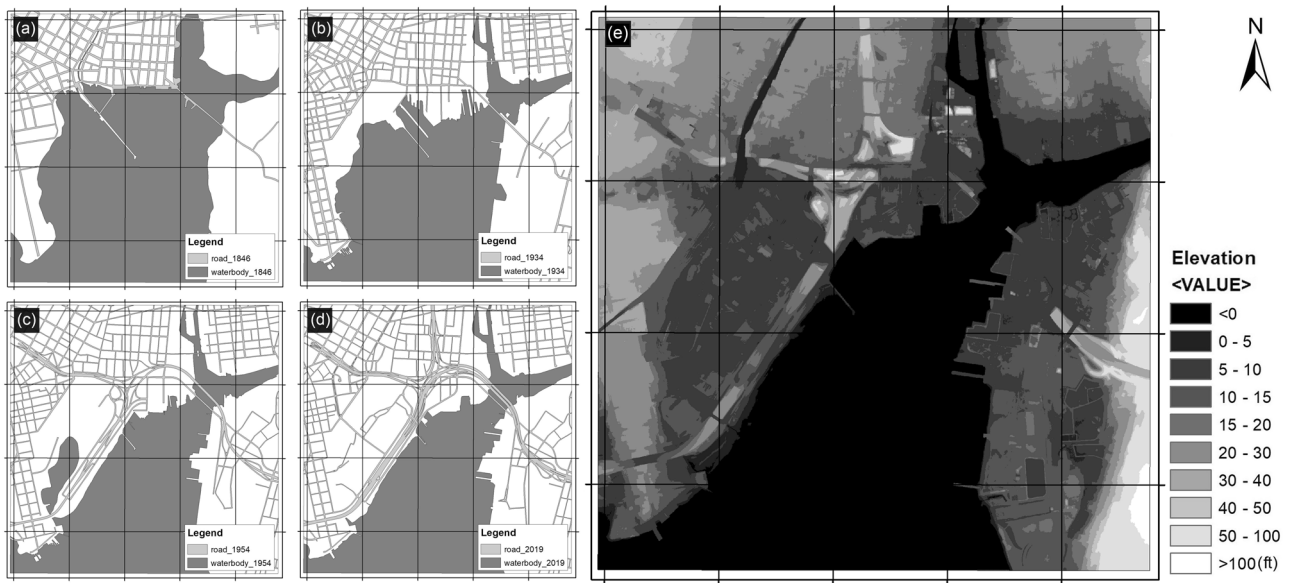 (a)
Legend
road_1846
waterbody_1846
(b)
Legend
road_1934
waterbody_1934
(c)
Legend
road_1954
waterbody_1954
(d)
Legend
road_2019
waterbody_2019
(e)
N
Elevation
<VALUE>
<0
0 - 5
5 - 10
10 - 15
15 - 20
20 - 30
30 - 40
40 - 50
50 - 100
>100(ft)